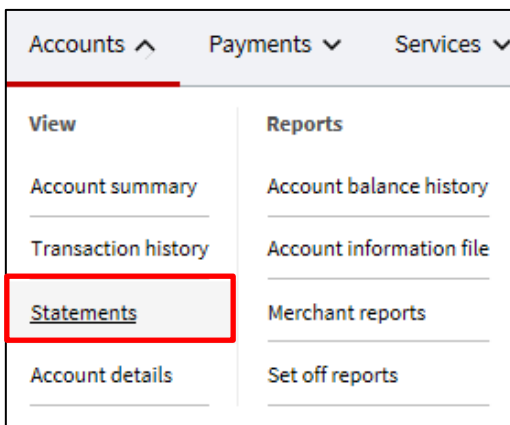 Accounts Payments Services
View Reports
Account summary Account balance history
Transaction history Account information file
Statements Merchant reports
Account details Set off reports